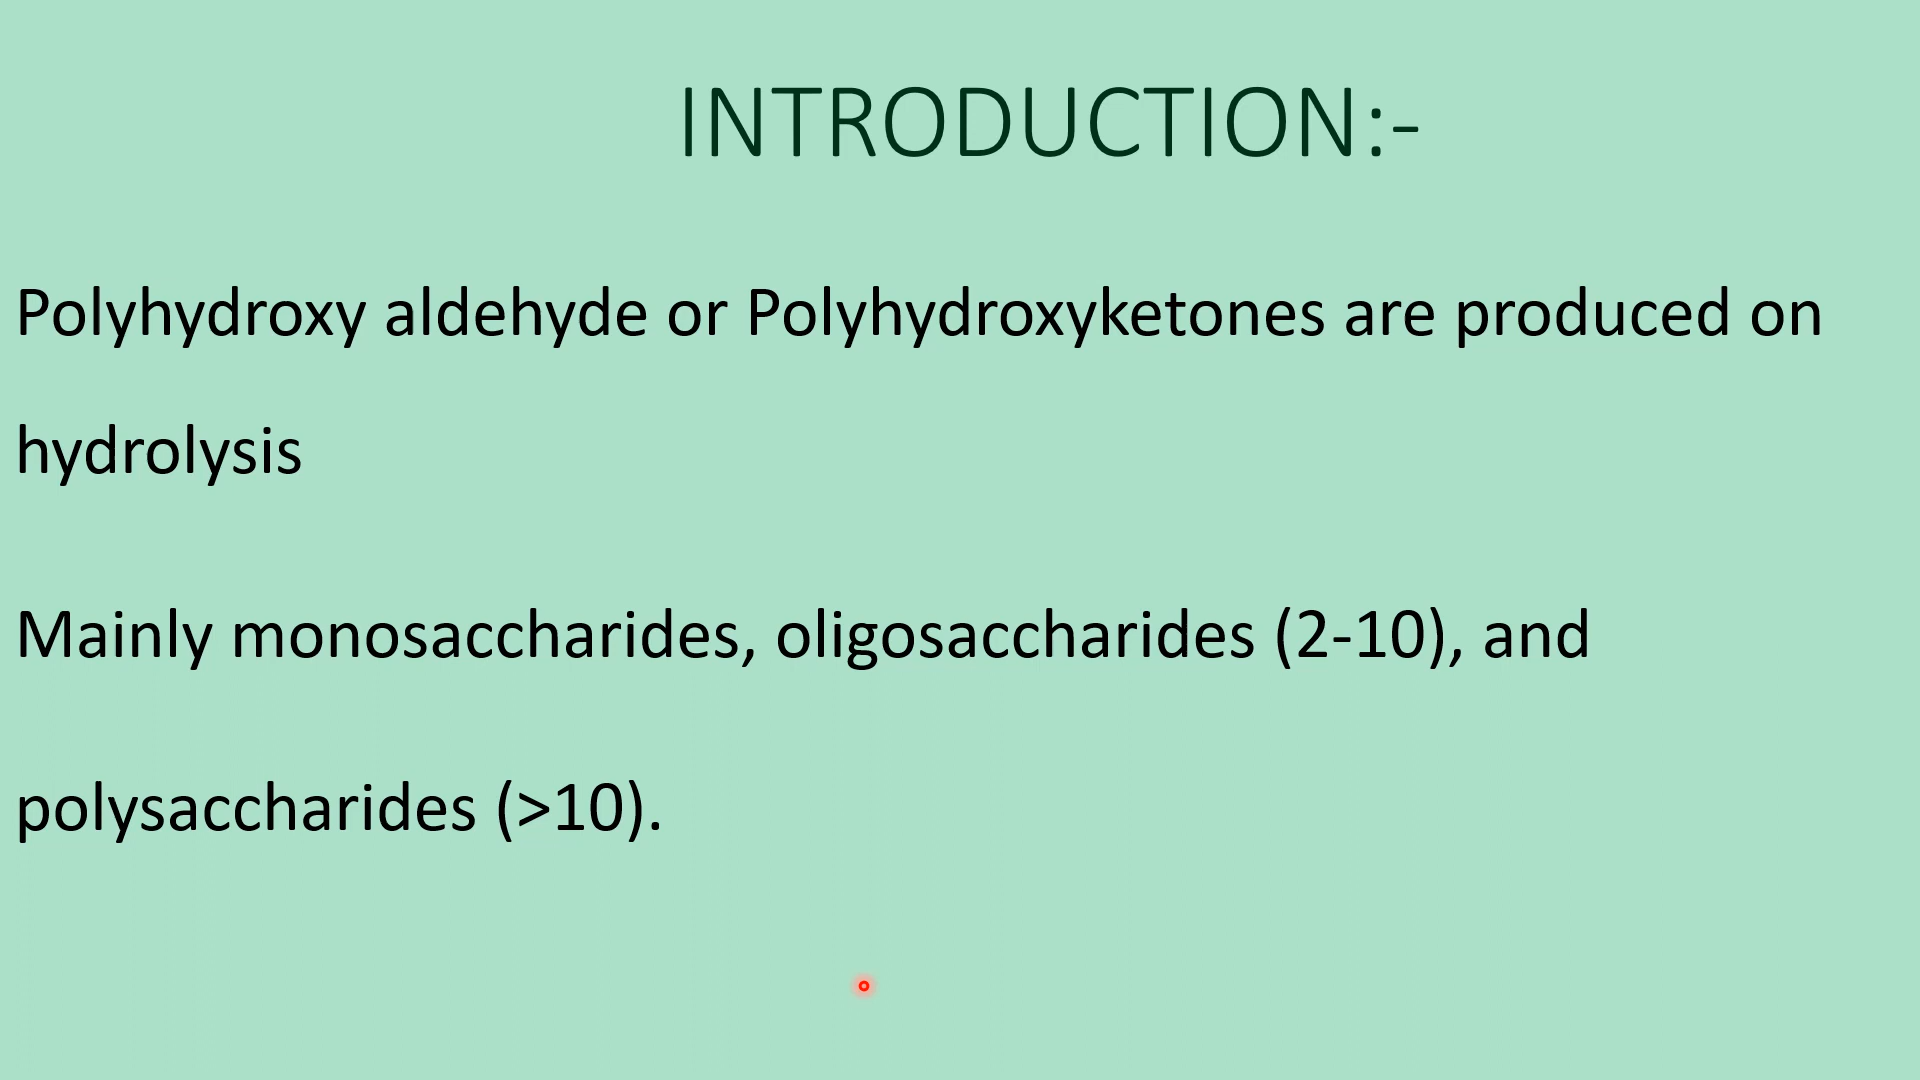 INTRODUCTION:-
Polyhydroxy aldehyde or Polyhydroxyketones are produced on
hydrolysis
Mainly monosaccharides, oligosaccharides (2-10), and
polysaccharides (>10).